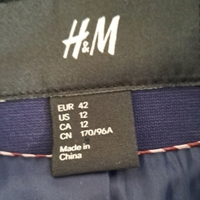 H&M
EUR 42
US 12
CA 12
CN 170/96A
Made in
China